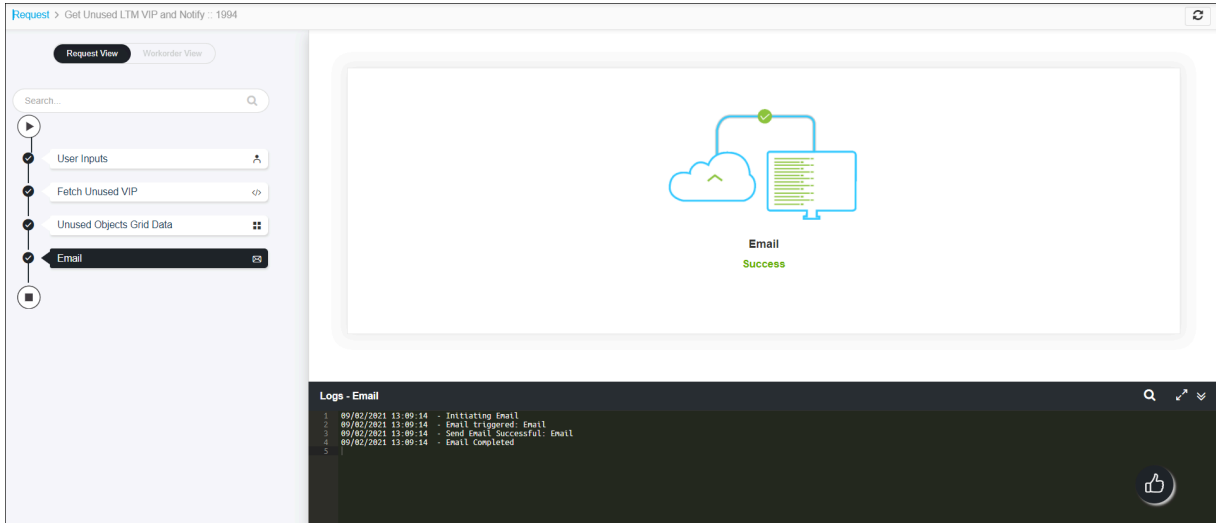 Request > Get Unused LTM VIP and Notify :: 1994
Request View
Workorder View
Search...
User Inputs
Fetch Unused VIP
</>
Unused Objects Grid Data
Email
Email
Success
Logs - Email
1 09/02/2021 13:09:14 - Initiating Email
2 09/02/2021 13:09:14 - Email triggered: Email
3 09/02/2021 13:09:14 - Send Email Successful: Email
4 09/02/2021 13:09:14 - Email Completed
5